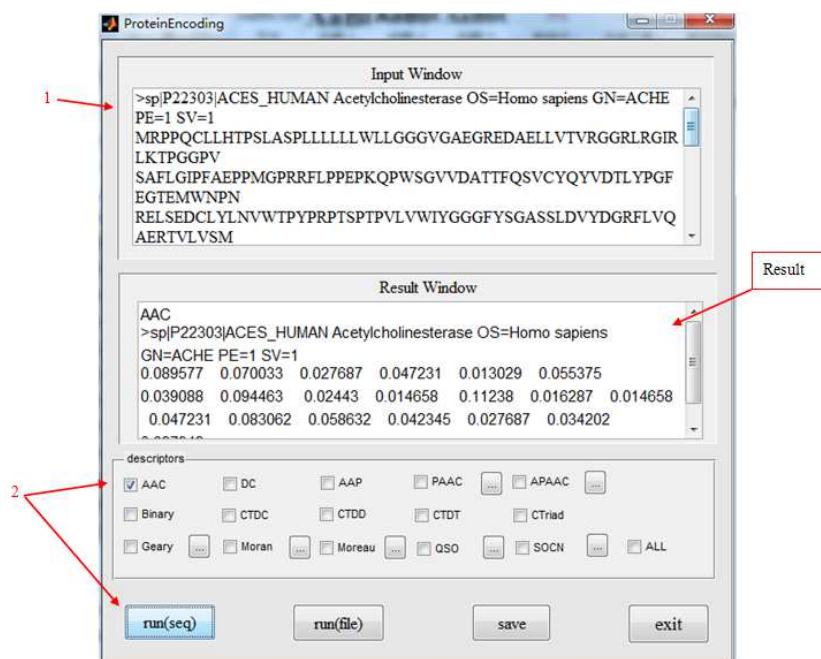 ProteinEncoding
Input Window
1
>sp|P22303|ACES_HUMAN Acetylcholinesterase OS=Homo sapiens GN=ACHE
PE=1 SV=1
MRPPQCLLHTPSLASPLLLLLLWLLGGGVGAEGREDAELLVTVRGGRLRGIR
LKTPGGPV
SAFLGIPFAEPPMGPRRFLPPEPKQPWSGVVDATTFQSVCYQYVDTLYPGF
EGTEMWNPN
RELSEDCLYLNVWTPYPRPTSPTPVLVWIYGGGFYSGASSLDVYDGRFLVQ
AERTVLVSM
Result
Result Window
AAC
>sp|P22303|ACES_HUMAN Acetylcholinesterase OS=Homo sapiens
GN=ACHE PE=1 SV=1
0.089577 0.070033 0.027687 0.047231 0.013029 0.055375
0.039088 0.094463 0.02443 0.014658 0.11238 0.016287 0.014658
0.047231 0.083062 0.058632 0.042345 0.027687 0.034202
descriptors
2
AAC DC AAP PAAC ... APAAC ...
Binary CTDC CTDD CTDT CTriad
Geary ... Moran ... Moreau ... QSO ... SOCN ... ALL
run(seq) run(file) save exit